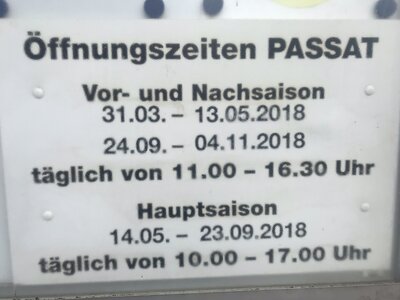 Öffnungszeiten PASSAT
Vor- und Nachsaison
31.03. – 13.05.2018
24.09. – 04.11.2018
täglich von 11.00 – 16.30 Uhr
Hauptsaison
14.05. – 23.09.2018
täglich von 10.00 – 17.00 Uhr